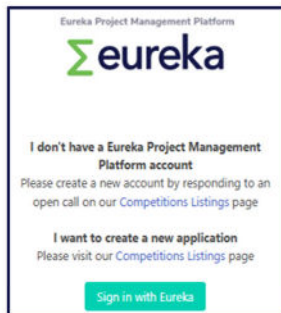 Eureka Project Management Platform
Σeureka
I don't have a Eureka Project Management
Platform account
Please create a new account by responding to an
open call on our Competitions Listings page
I want to create a new application
Please visit our Competitions Listings page
Sign in with Eureka